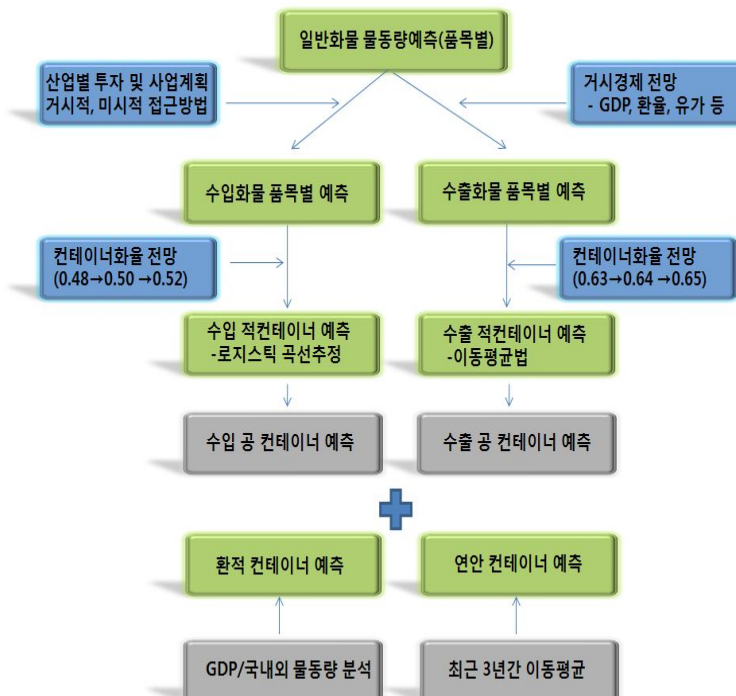 일반화물 물동량예측(품목별)
산업별 투자 및 사업계획
거시적, 미시적 접근방법
거시경제 전망
- GDP, 환율, 유가 등
수입화물 품목별 예측
수출화물 품목별 예측
컨테이너화율 전망
(0.48→0.50 →0.52)
컨테이너화율 전망
(0.63→0.64 →0.65)
수입 적컨테이너 예측
-로지스틱 곡선추정
수출 적컨테이너 예측
-이동평균법
수입 공 컨테이너 예측
수출 공 컨테이너 예측
환적 컨테이너 예측
연안 컨테이너 예측
GDP/국내외 물동량 분석
최근 3년간 이동평균